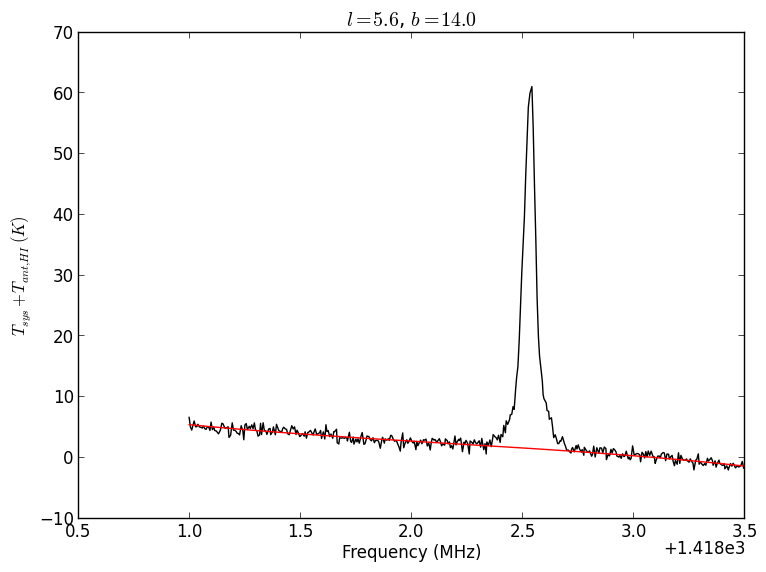 l = 5.6, b = 14.0
70
60
50
40
30
20
10
0
−10
T_sys + T_ant,HI (K)
0.5 1.0 1.5 2.0 2.5 3.0 3.5
+1.418e3
Frequency (MHz)